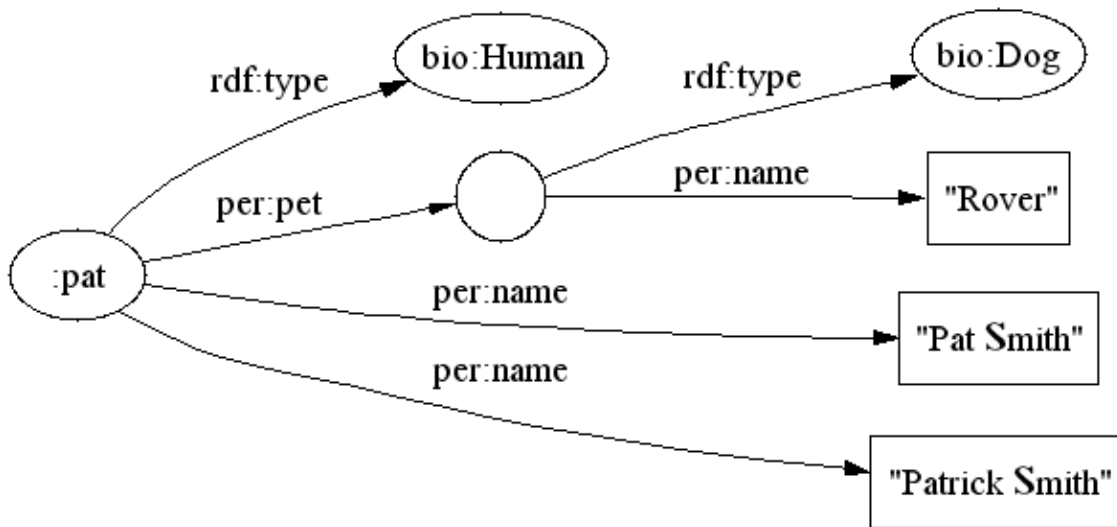 bio:Human
bio:Dog
rdf:type
rdf:type
per:name
per:pet
"Rover"
:pat
per:name
"Pat Smith"
per:name
"Patrick Smith"